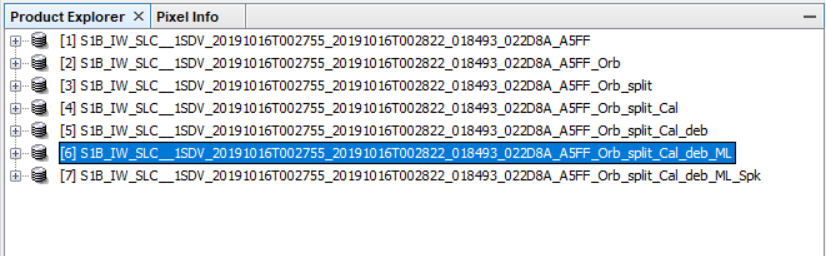 Product Explorer × Pixel Info
[1] S1B_IW_SLC__1SDV_20191016T002755_20191016T002822_018493_022D8A_A5FF
[2] S1B_IW_SLC__1SDV_20191016T002755_20191016T002822_018493_022D8A_A5FF_Orb
[3] S1B_IW_SLC__1SDV_20191016T002755_20191016T002822_018493_022D8A_A5FF_Orb_split
[4] S1B_IW_SLC__1SDV_20191016T002755_20191016T002822_018493_022D8A_A5FF_Orb_split_Cal
[5] S1B_IW_SLC__1SDV_20191016T002755_20191016T002822_018493_022D8A_A5FF_Orb_split_Cal_deb
[6] S1B_IW_SLC__1SDV_20191016T002755_20191016T002822_018493_022D8A_A5FF_Orb_split_Cal_deb_ML
[7] S1B_IW_SLC__1SDV_20191016T002755_20191016T002822_018493_022D8A_A5FF_Orb_split_Cal_deb_ML_Spk